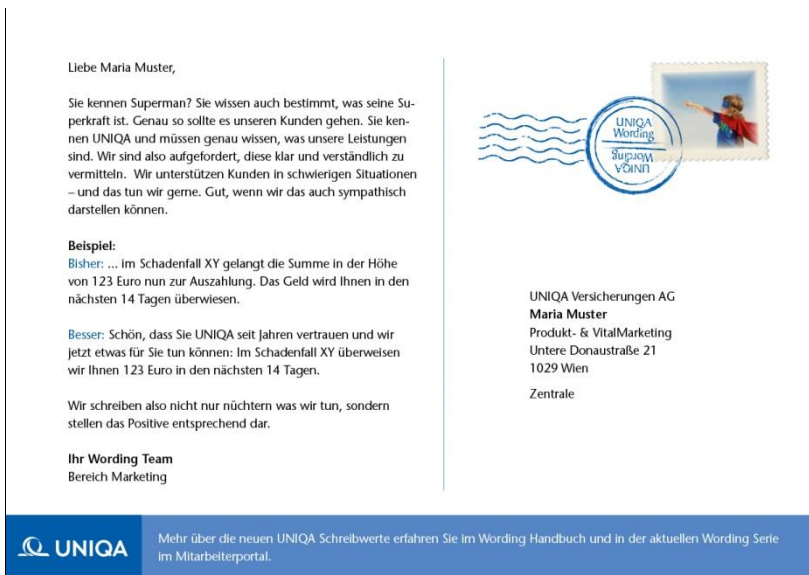 Liebe Maria Muster,
Sie kennen Superman? Sie wissen auch bestimmt, was seine Su-
perkraft ist. Genau so sollte es unseren Kunden gehen. Sie ken-
nen UNIQA und müssen genau wissen, was unsere Leistungen
sind. Wir sind also aufgefordert, diese klar und verständlich zu
vermitteln.  Wir unterstützen Kunden in schwierigen Situationen
– und das tun wir gerne. Gut, wenn wir das auch sympathisch
darstellen können.
Beispiel:
Bisher: ... im Schadenfall XY gelangt die Summe in der Höhe
von 123 Euro nun zur Auszahlung. Das Geld wird Ihnen in den
nächsten 14 Tagen überwiesen.
Besser: Schön, dass Sie UNIQA seit Jahren vertrauen und wir
jetzt etwas für Sie tun können: Im Schadenfall XY überweisen
wir Ihnen 123 Euro in den nächsten 14 Tagen.
Wir schreiben also nicht nur nüchtern was wir tun, sondern
stellen das Positive entsprechend dar.
Ihr Wording Team
Bereich Marketing
UNIQA
Wording
Wording
UNIQA
UNIQA Versicherungen AG
Maria Muster
Produkt- & VitalMarketing
Untere Donaustraße 21
1029 Wien
Zentrale
UNIQA
Mehr über die neuen UNIQA Schreibwerte erfahren Sie im Wording Handbuch und in der aktuellen Wording Serie
im Mitarbeiterportal.